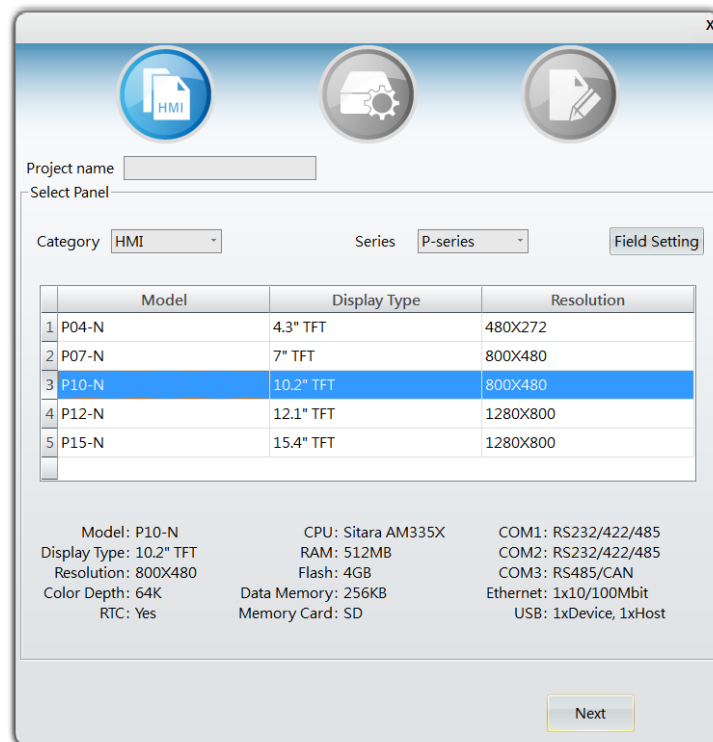 X
HMI
Project name
Select Panel
Category HMI Series P-series Field Setting
Model Display Type Resolution
1 P04-N 4.3" TFT 480X272
2 P07-N 7" TFT 800X480
3 P10-N 10.2" TFT 800X480
4 P12-N 12.1" TFT 1280X800
5 P15-N 15.4" TFT 1280X800
Model: P10-N CPU: Sitara AM335X COM1: RS232/422/485
Display Type: 10.2" TFT RAM: 512MB COM2: RS232/422/485
Resolution: 800X480 Flash: 4GB COM3: RS485/CAN
Color Depth: 64K Data Memory: 256KB Ethernet: 1x10/100Mbit
RTC: Yes Memory Card: SD USB: 1xDevice, 1xHost
Next